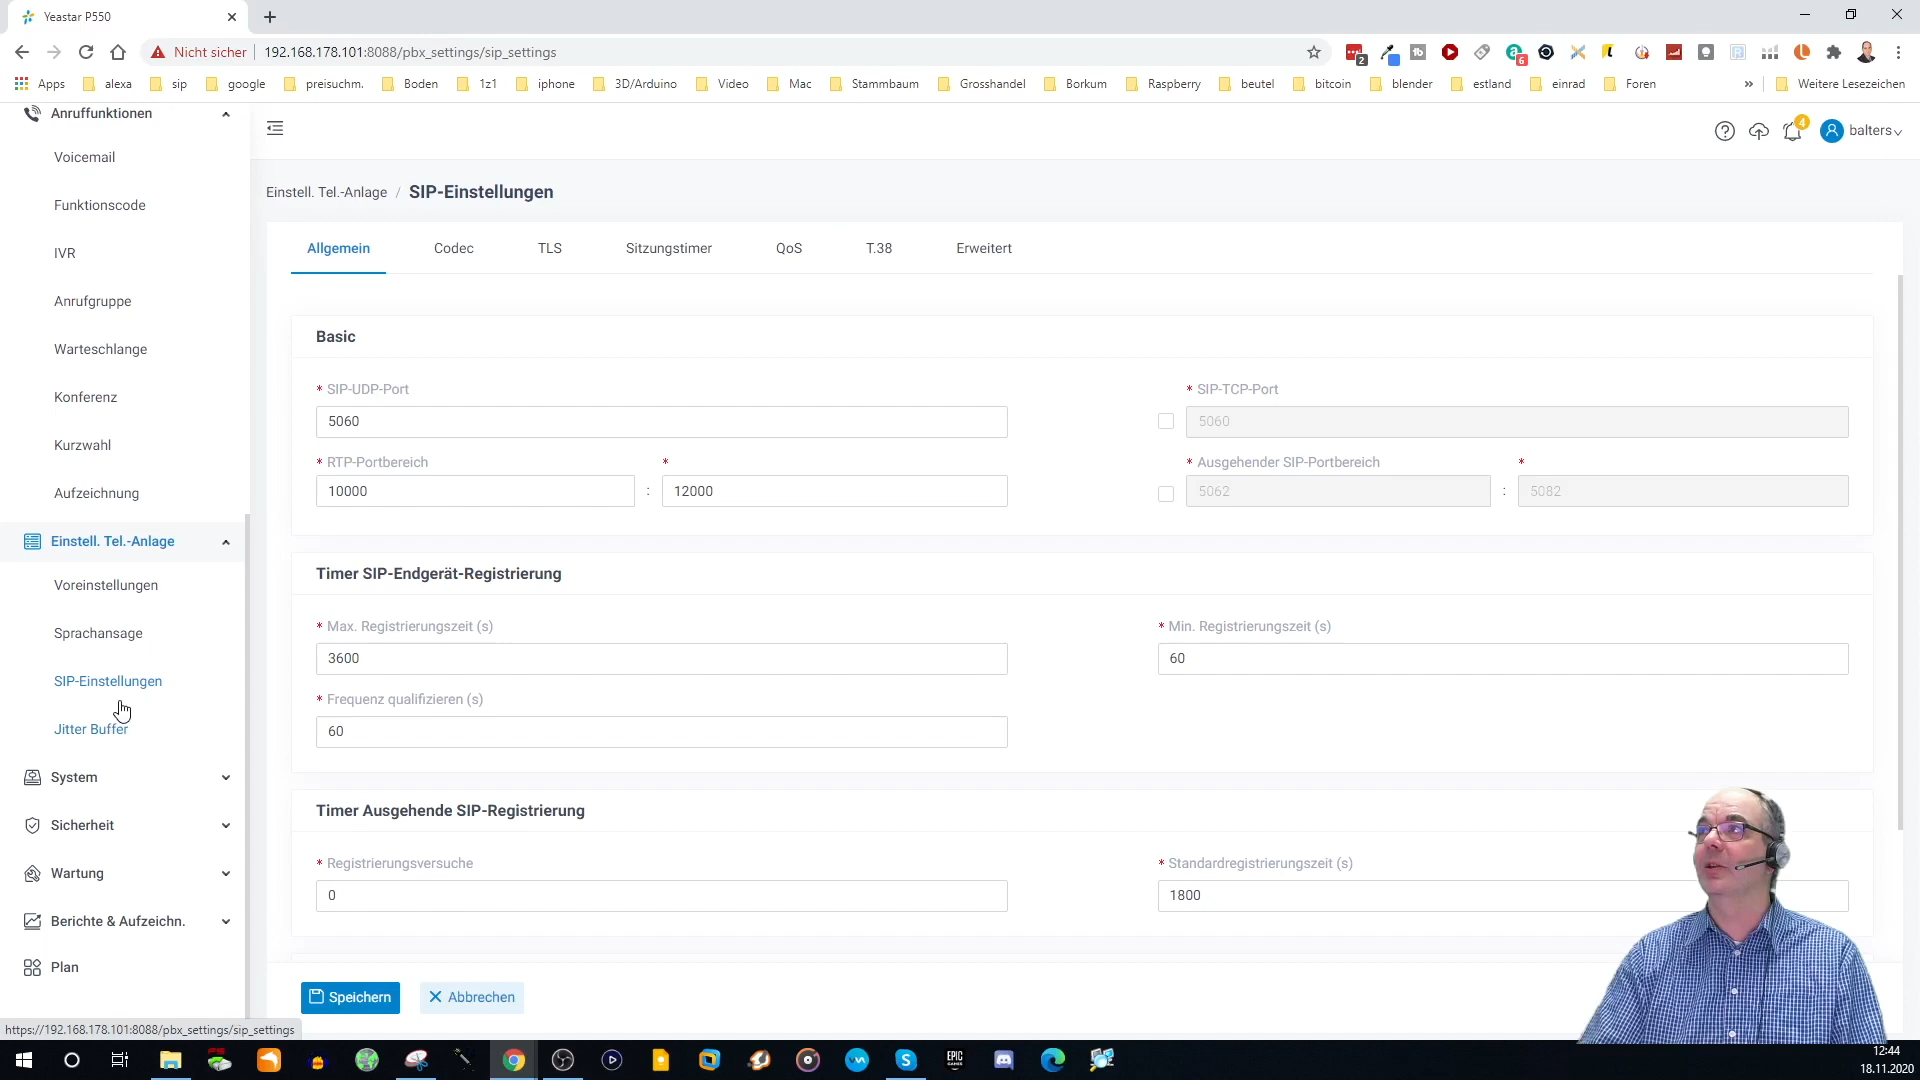 Yeastar P550
Nicht sicher 192.168.178.101:8088/pbx_settings/sip_settings
2 6
Apps alexa sip google preisuchm. Boden 1z1 iphone 3D/Arduino Video Mac Stammbaum Grosshandel Borkum Raspberry beutel bitcoin blender estland einrad Foren » Weitere Lesezeichen
Anruffunktionen
Voicemail
Funktionscode
IVR
Anrufgruppe
Warteschlange
Konferenz
Kurzwahl
Aufzeichnung
Einstell. Tel.-Anlage
Voreinstellungen
Sprachansage
SIP-Einstellungen
Jitter Buffer
System
Sicherheit
Wartung
Berichte & Aufzeichn.
Plan
4 balters
Einstell. Tel.-Anlage / SIP-Einstellungen
Allgemein Codec TLS Sitzungstimer QoS T.38 Erweitert
Basic
* SIP-UDP-Port * SIP-TCP-Port
5060 5060
* RTP-Portbereich * * Ausgehender SIP-Portbereich *
10000 : 12000 5062 : 5082
Timer SIP-Endgerät-Registrierung
* Max. Registrierungszeit (s) * Min. Registrierungszeit (s)
3600 60
* Frequenz qualifizieren (s)
60
Timer Ausgehende SIP-Registrierung
* Registrierungsversuche * Standardregistrierungszeit (s)
0 1800
Speichern Abbrechen
https://192.168.178.101:8088/pbx_settings/sip_settings
EPIC GAMES
12:44
18.11.2020